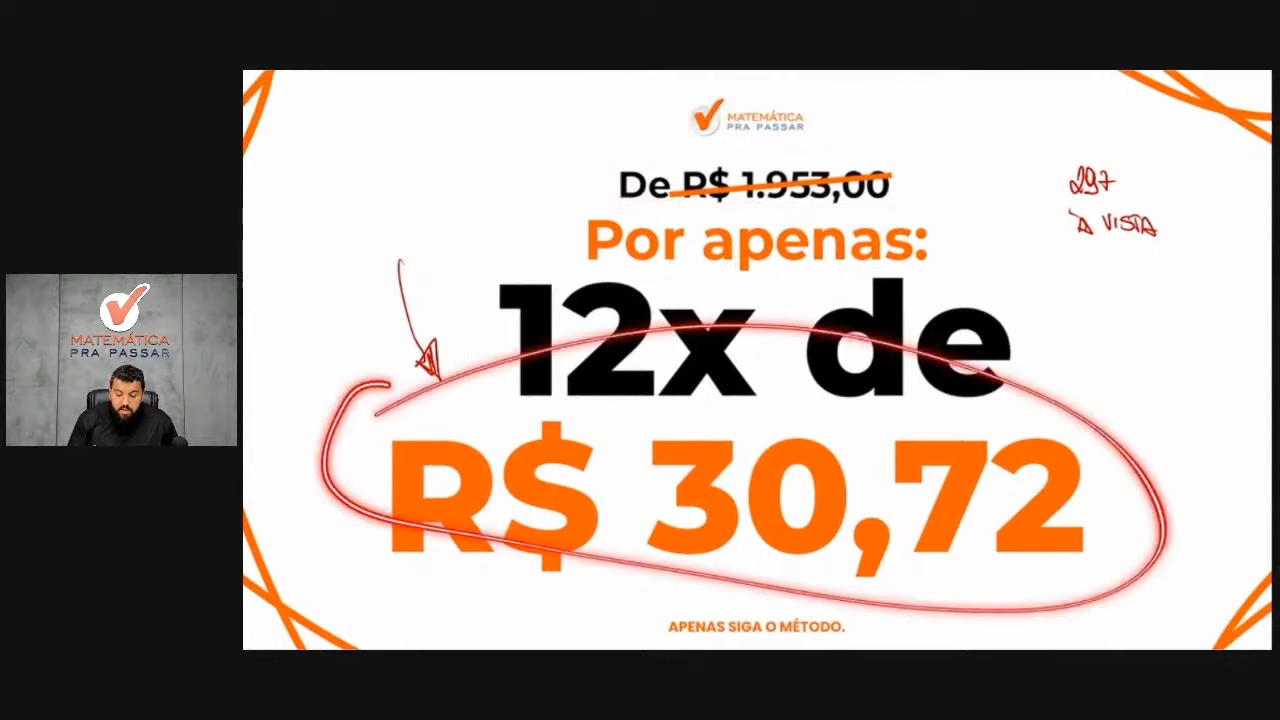 MATEMÁTICA
PRA PASSAR
De R$ 1.953,00
Por apenas:
12x de
R$ 30,72
APENAS SIGA O MÉTODO.
297
À VISTA
MATEMÁTICA
PRA PASSAR